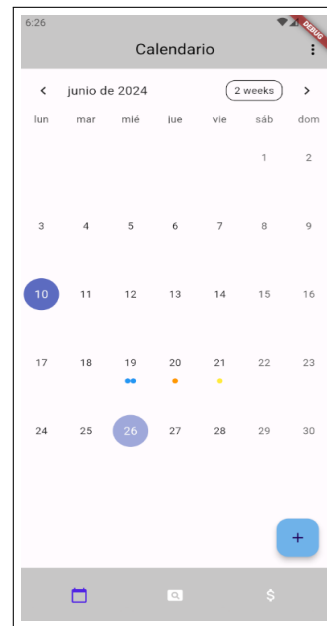 6:26
DEBUG
Calendario
junio de 2024
2 weeks
lun mar mié jue vie sáb dom
1 2
3 4 5 6 7 8 9
10 11 12 13 14 15 16
17 18 19 20 21 22 23
24 25 26 27 28 29 30
+
$